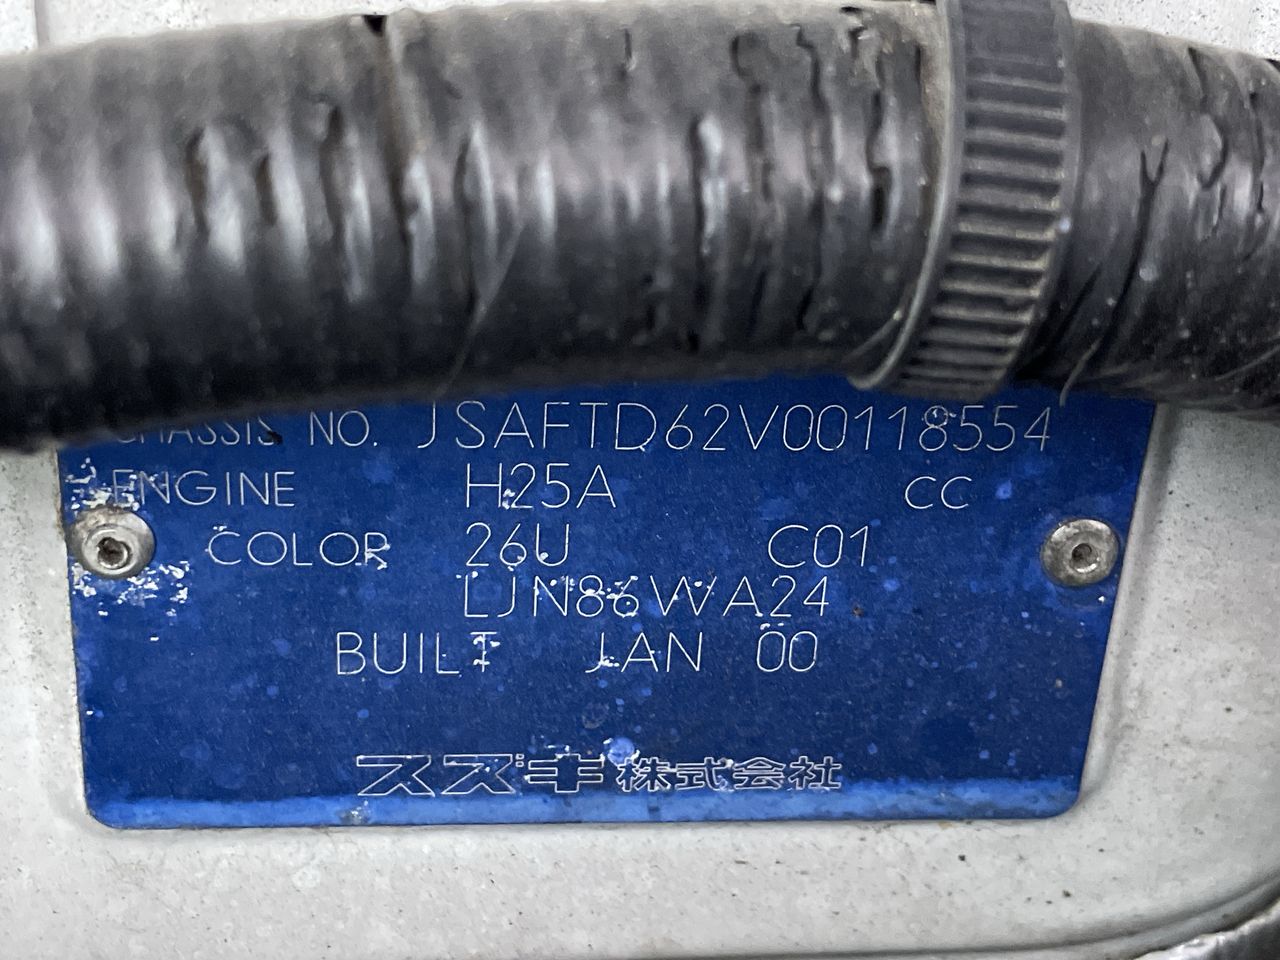 CHASSIS NO. JSAFTD62V00118554
ENGINE H25A CC
COLOR 26U C01
LJN86WA24
BUILT JAN 00
スズキ株式会社